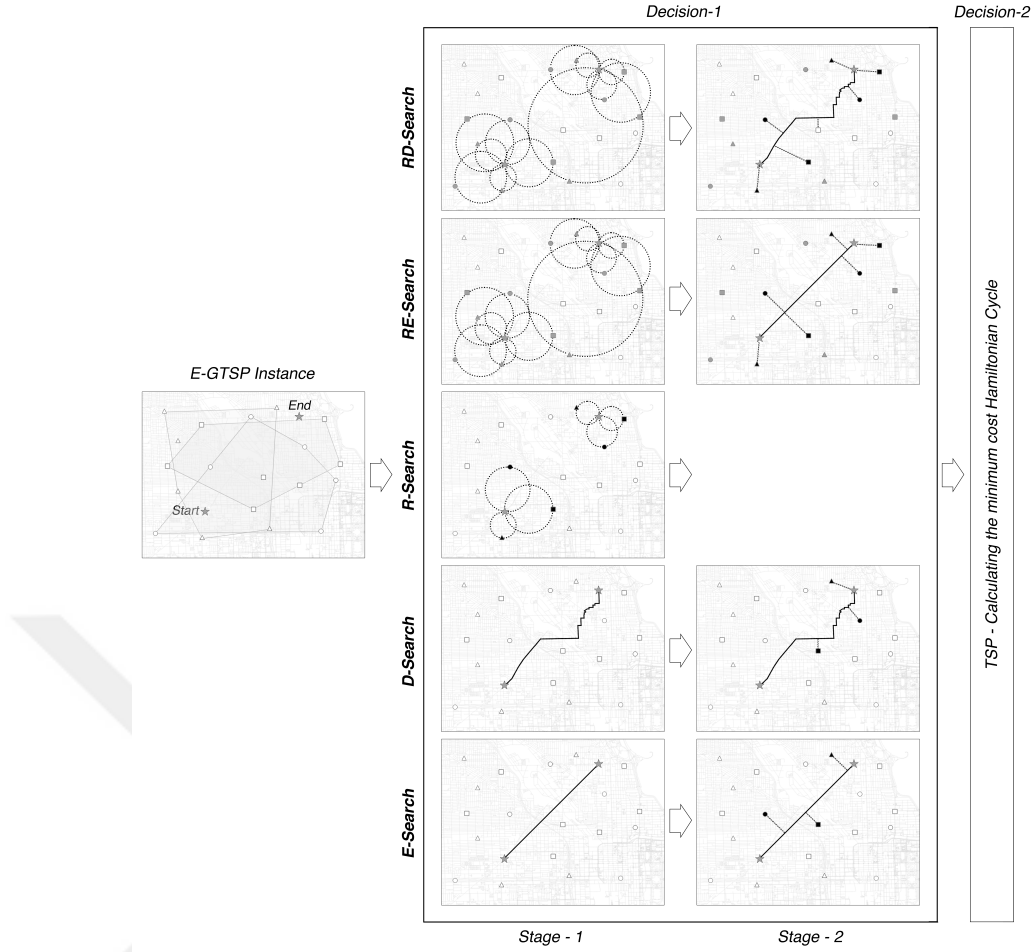 Decision-1
Decision-2
RD-Search
RE-Search
E-GTSP Instance
End
Start
R-Search
D-Search
E-Search
TSP - Calculating the minimum cost Hamiltonian Cycle
Stage - 1
Stage - 2